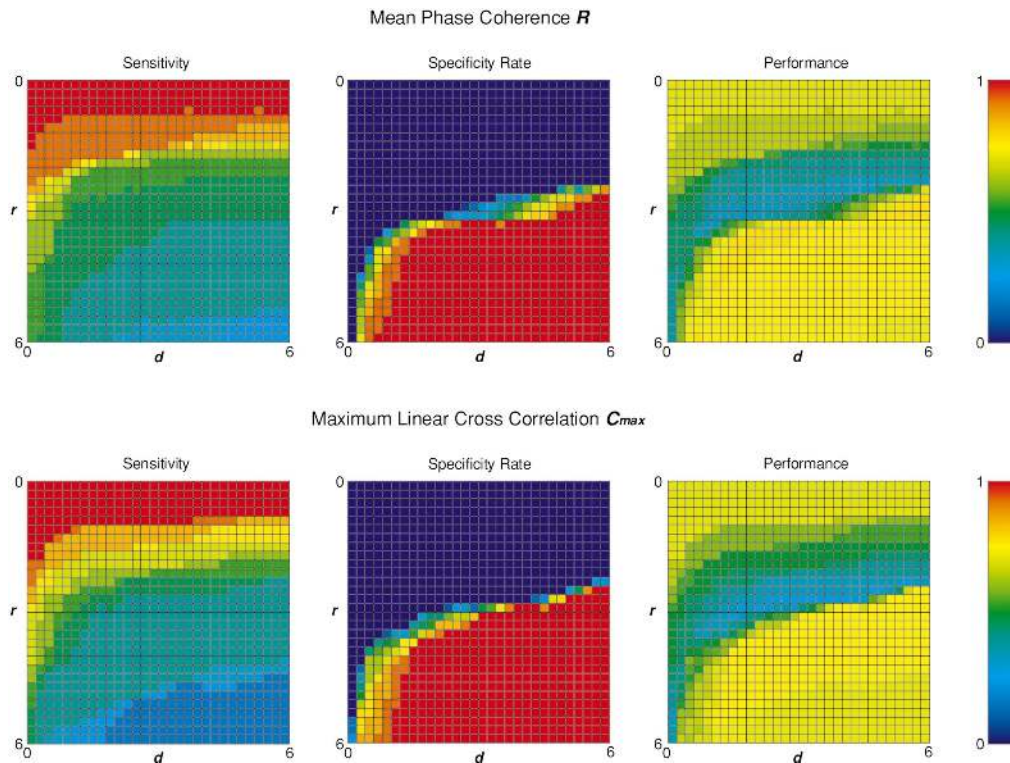 Mean Phase Coherence R
Sensitivity Specificity Rate Performance
0 0 0 1
r r
6 6 6 0
0 d 6 0 d 6 0 d 6
Maximum Linear Cross Correlation Cmax
Sensitivity Specificity Rate Performance
0 0 0 1
r r
6 6 6 0
0 d 6 0 d 6 0 d 6